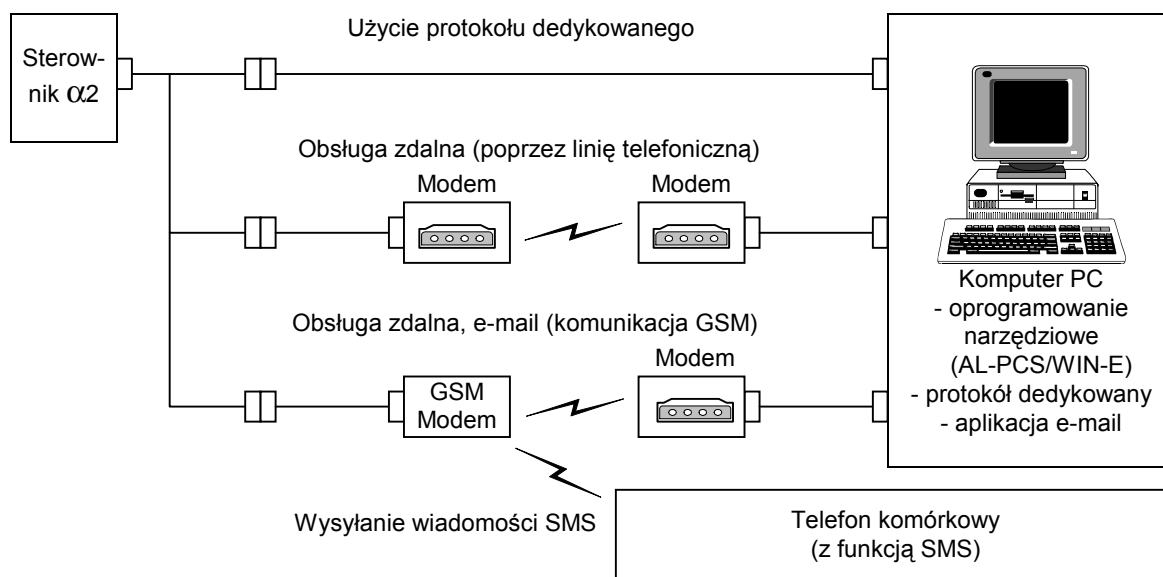 Użycie protokołu dedykowanego
Sterow-
nik α2
Obsługa zdalna (poprzez linię telefoniczną)
Modem
Modem
Obsługa zdalna, e-mail (komunikacja GSM)
Modem
GSM
Modem
Komputer PC
- oprogramowanie
narzędziowe
(AL-PCS/WIN-E)
- protokół dedykowany
- aplikacja e-mail
Wysyłanie wiadomości SMS
Telefon komórkowy
(z funkcją SMS)